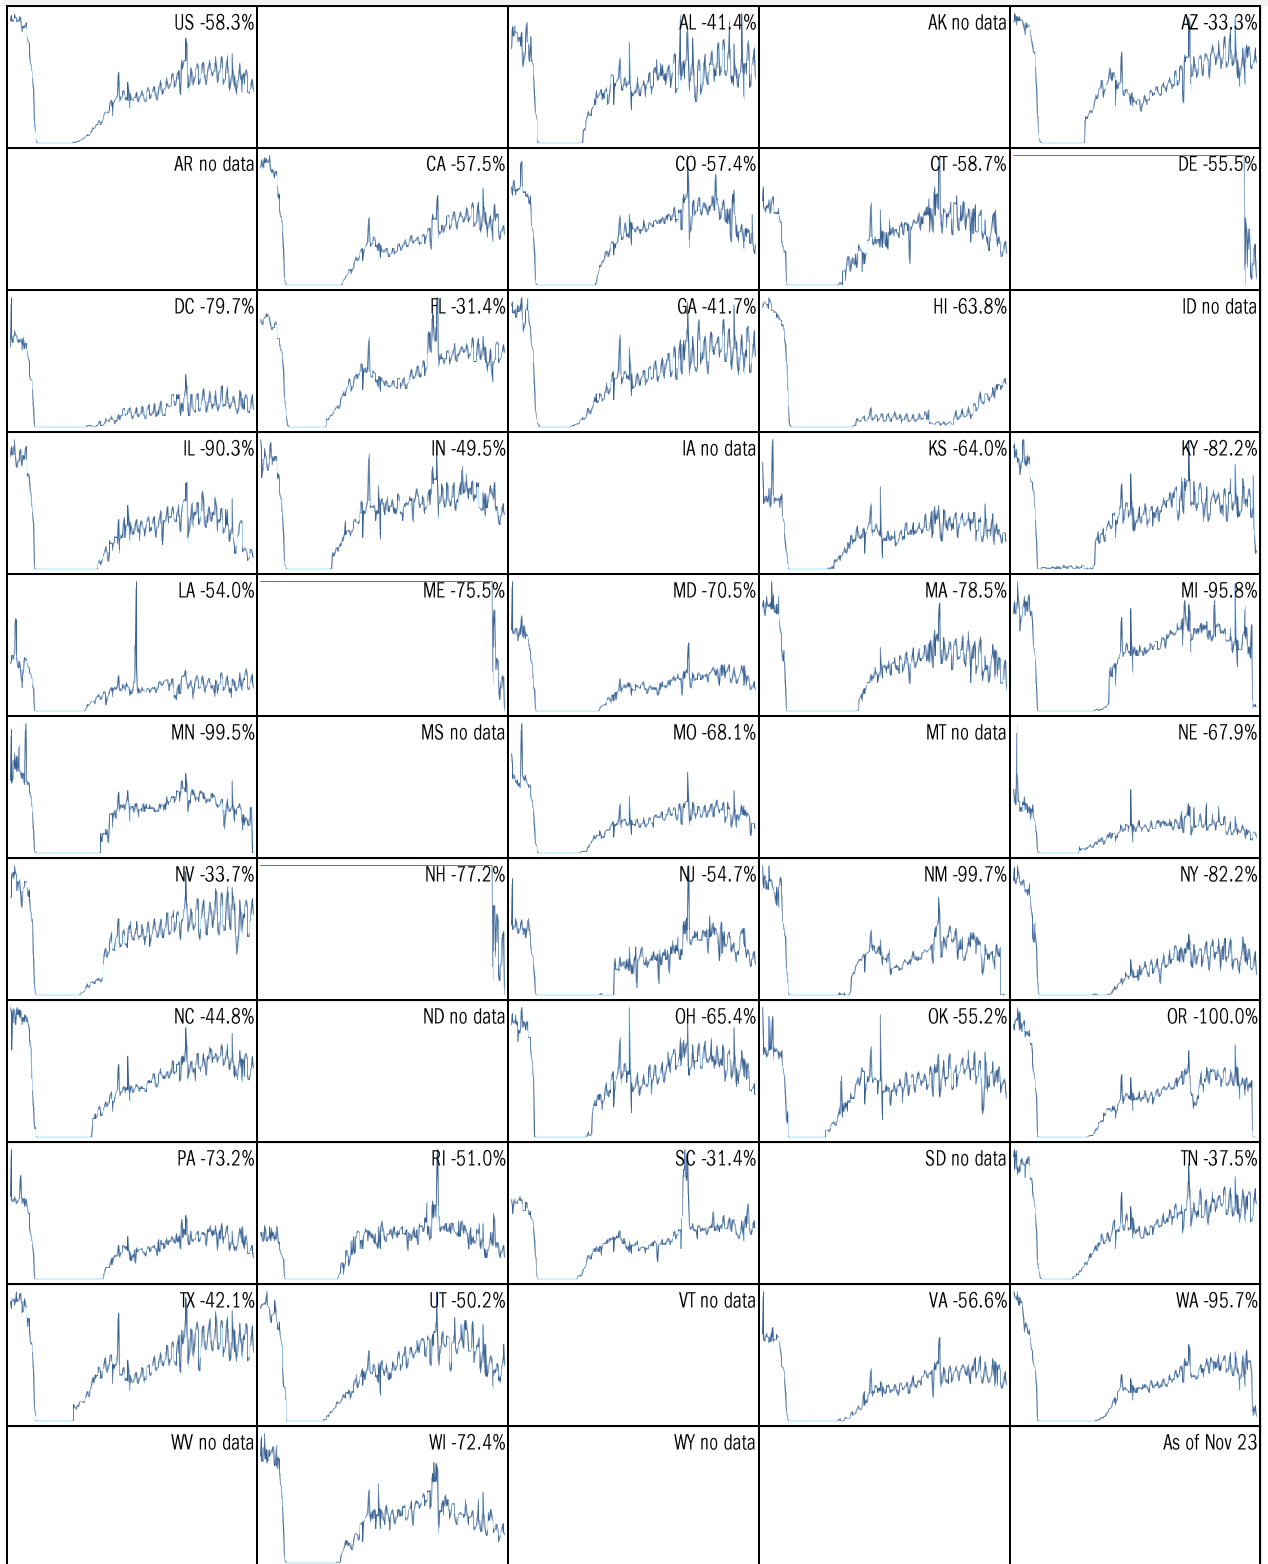 US -58.3%
AL -41.4%
AK no data
AZ -33.3%
AR no data
CA -57.5%
CO -57.4%
CT -58.7%
DE -55.5%
DC -79.7%
FL -31.4%
GA -41.7%
HI -63.8%
ID no data
IL -90.3%
IN -49.5%
IA no data
KS -64.0%
KY -82.2%
LA -54.0%
ME -75.5%
MD -70.5%
MA -78.5%
MI -95.8%
MN -99.5%
MS no data
MO -68.1%
MT no data
NE -67.9%
NV -33.7%
NH -77.2%
NJ -54.7%
NM -99.7%
NY -82.2%
NC -44.8%
ND no data
OH -65.4%
OK -55.2%
OR -100.0%
PA -73.2%
RI -51.0%
SC -31.4%
SD no data
TN -37.5%
TX -42.1%
UT -50.2%
VT no data
VA -56.6%
WA -95.7%
WV no data
WI -72.4%
WY no data
As of Nov 23